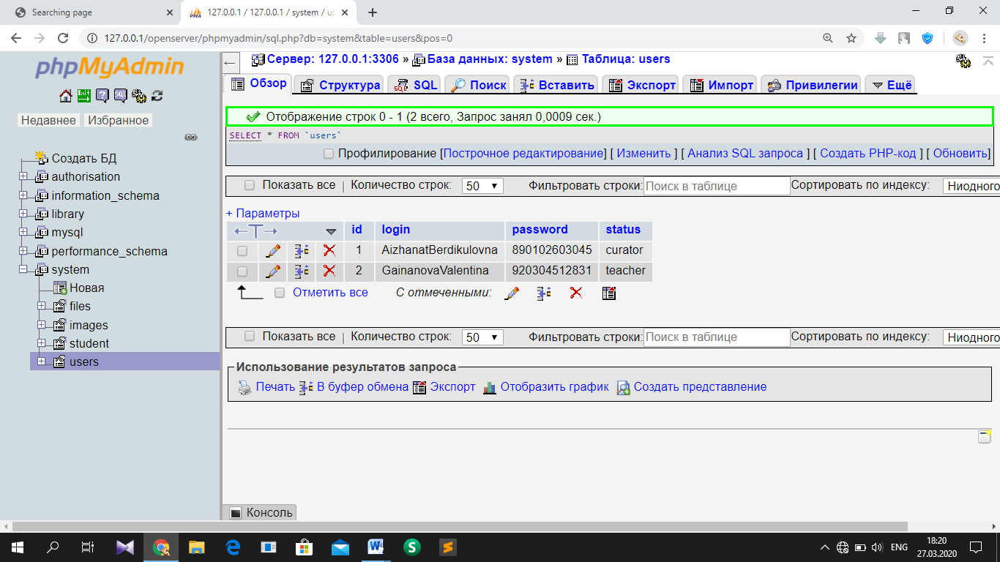 Searching page
127.0.0.1 / 127.0.0.1 / system / us
127.0.0.1/openserver/phpmyadmin/sql.php?db=system&table=users&pos=0
phpMyAdmin
Недавнее Избранное
Создать БД
authorisation
information_schema
library
mysql
performance_schema
system
Новая
files
images
student
users
Сервер: 127.0.0.1:3306 » База данных: system » Таблица: users
Обзор Структура SQL Поиск Вставить Экспорт Импорт Привилегии Ещё
Отображение строк 0 - 1 (2 всего, Запрос занял 0,0009 сек.)
SELECT * FROM `users`
Профилирование [Построчное редактирование] [ Изменить ] [ Анализ SQL запроса ] [ Создать PHP-код ] [ Обновить]
Показать все | Количество строк: 50 Фильтровать строки: Поиск в таблице Сортировать по индексу: Ниодного
+ Параметры
id login password status
1 AizhanatBerdikulovna 890102603045 curator
2 GainanovaValentina 920304512831 teacher
Отметить все С отмеченными:
Показать все | Количество строк: 50 Фильтровать строки: Поиск в таблице Сортировать по индексу: Ниодного
Использование результатов запроса
Печать В буфер обмена Экспорт Отобразить график Создать представление
Консоль
ENG
18:20
27.03.2020